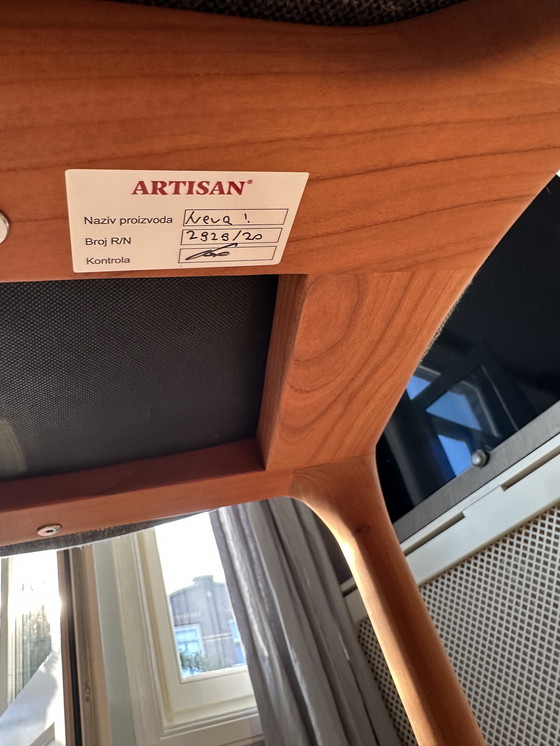 ARTISAN®
Naziv proizvoda Neva !
Broj R/N 2928/20
Kontrola